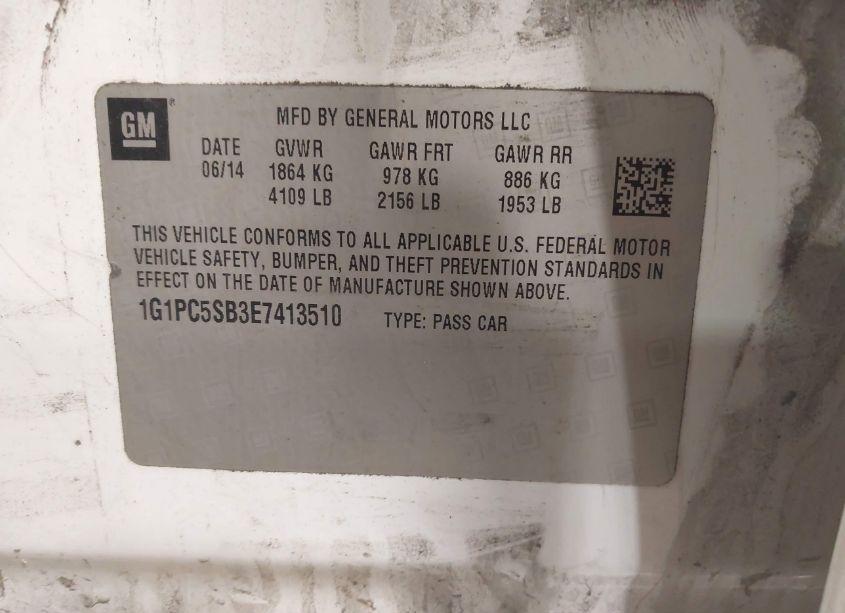 GM
MFD BY GENERAL MOTORS LLC
DATE GVWR GAWR FRT GAWR RR
06/14 1864 KG 978 KG 886 KG
4109 LB 2156 LB 1953 LB
THIS VEHICLE CONFORMS TO ALL APPLICABLE U.S. FEDERAL MOTOR
VEHICLE SAFETY, BUMPER, AND THEFT PREVENTION STANDARDS IN
EFFECT ON THE DATE OF MANUFACTURE SHOWN ABOVE.
1G1PC5SB3E7413510 TYPE: PASS CAR